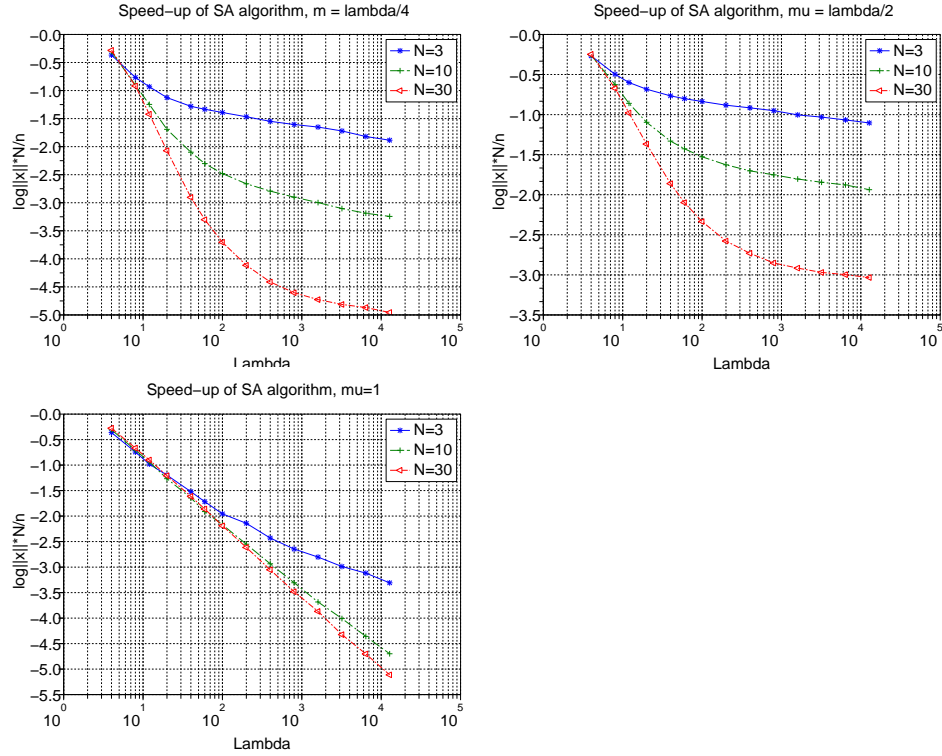 Speed-up of SA algorithm, m = lambda/4
-0.0
-0.5
-1.0
-1.5
-2.0
-2.5
-3.0
-3.5
-4.0
-4.5
-5.0
log||x||*N/n
N=3
N=10
N=30
10 0
10 1
10 2
10 3
10 4
10 5
Lambda
Speed-up of SA algorithm, mu = lambda/2
-0.0
-0.5
-1.0
-1.5
-2.0
-2.5
-3.0
-3.5
log||x||*N/n
N=3
N=10
N=30
10 0
10 1
10 2
10 3
10 4
10 5
Lambda
Speed-up of SA algorithm, mu=1
-0.0
-0.5
-1.0
-1.5
-2.0
-2.5
-3.0
-3.5
-4.0
-4.5
-5.0
-5.5
log||x||*N/n
N=3
N=10
N=30
10 0
10 1
10 2
10 3
10 4
10 5
Lambda